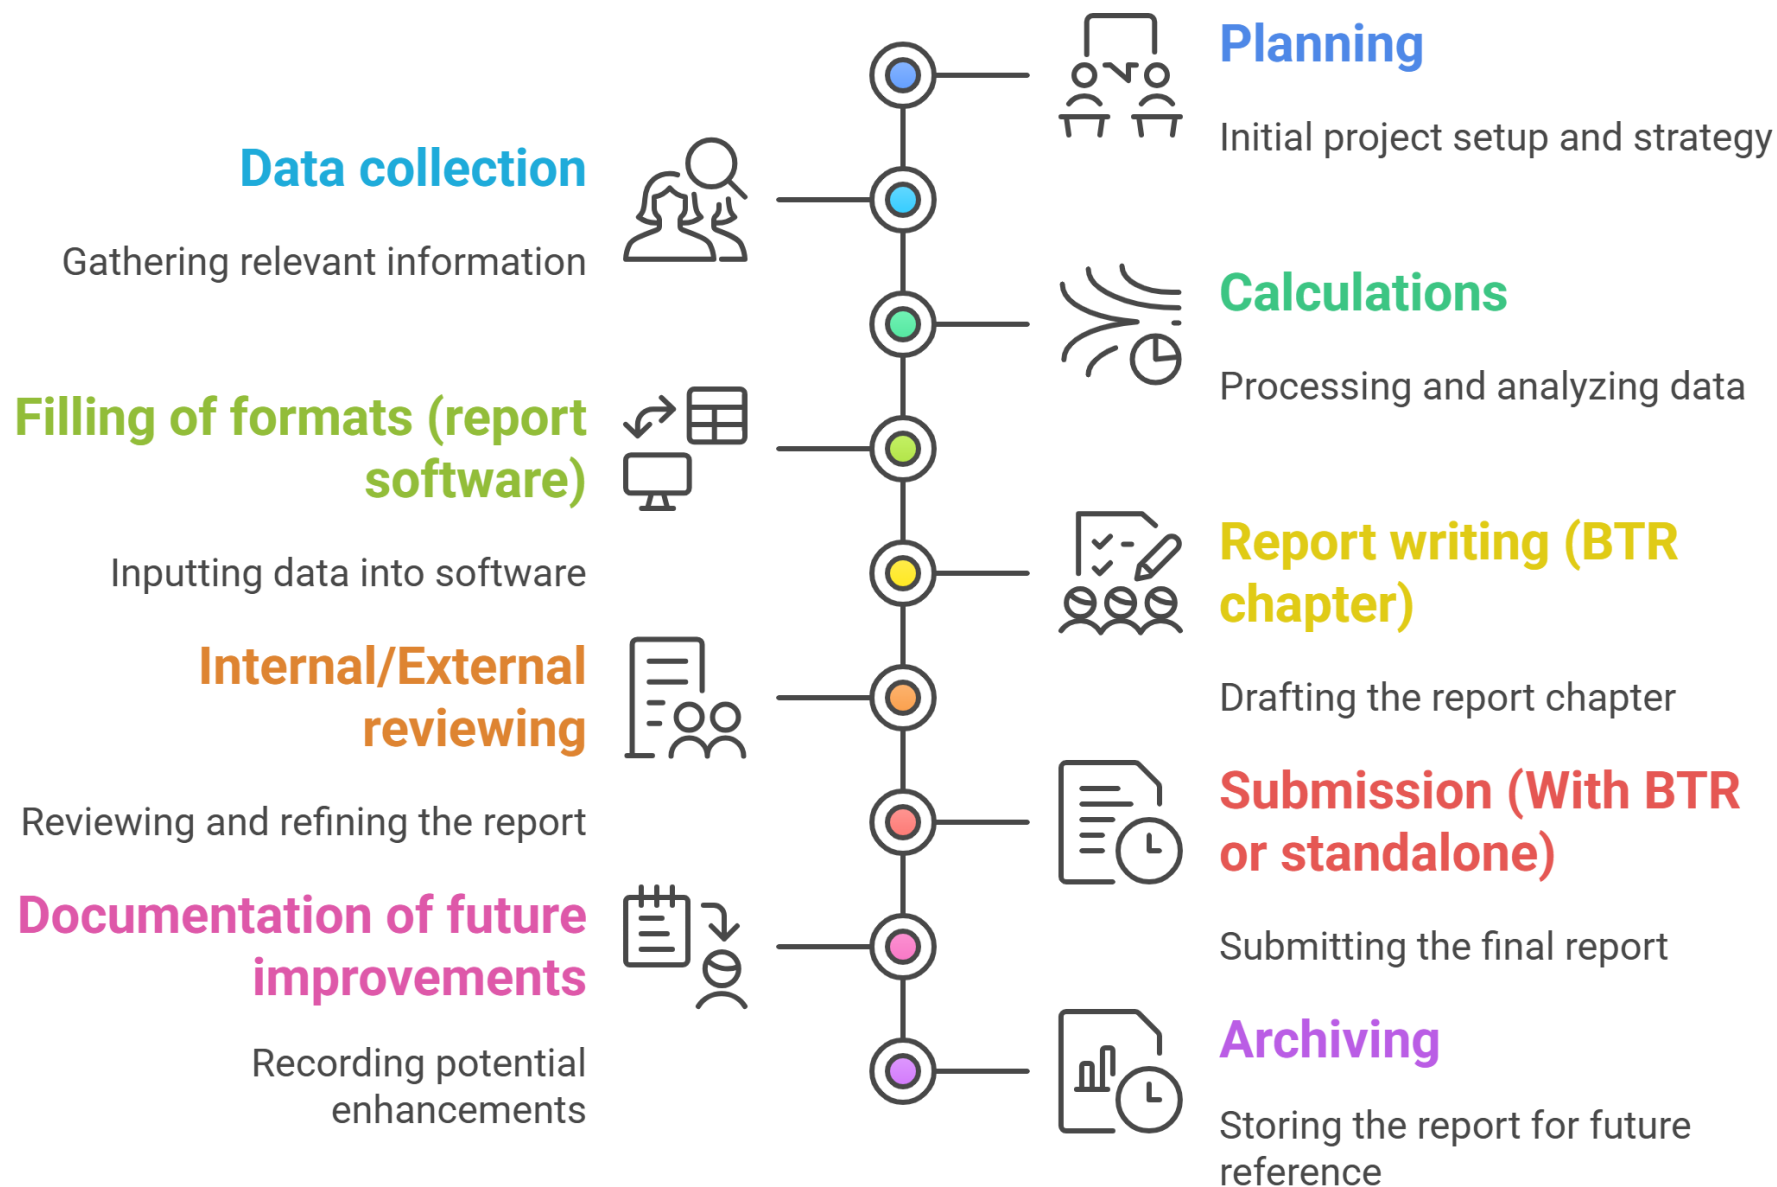 Planning
Initial project setup and strategy
Data collection
Gathering relevant information
Calculations
Processing and analyzing data
Filling of formats (report
software)
Inputting data into software
Report writing (BTR
chapter)
Drafting the report chapter
Internal/External
reviewing
Reviewing and refining the report
Submission (With BTR
or standalone)
Submitting the final report
Documentation of future
improvements
Recording potential
enhancements
Archiving
Storing the report for future
reference